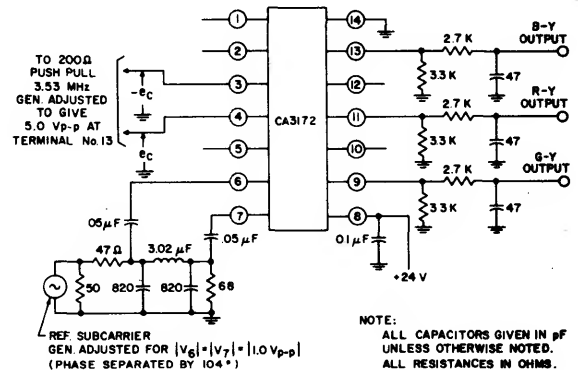 TO 200Ω
PUSH PULL
3.53 MHz
GEN. ADJUSTED
TO GIVE
5.0 Vp-p AT
TERMINAL No. 13
-eC
eC
1
2
3
4
5
6
7
CA3172
14
13
12
11
10
9
8
2.7 K
3.3 K
47
B-Y
OUTPUT
2.7 K
3.3 K
47
R-Y
OUTPUT
2.7 K
3.3 K
47
G-Y
OUTPUT
0.1 µF
+24 V
.05µF
.05µF
47Ω
3.02 µF
50
820
820
68
REF. SUBCARRIER
GEN. ADJUSTED FOR |V6|=|V7|=|1.0 Vp-p|
(PHASE SEPARATED BY 104°)
NOTE:
ALL CAPACITORS GIVEN IN pF
UNLESS OTHERWISE NOTED.
ALL RESISTANCES IN OHMS.